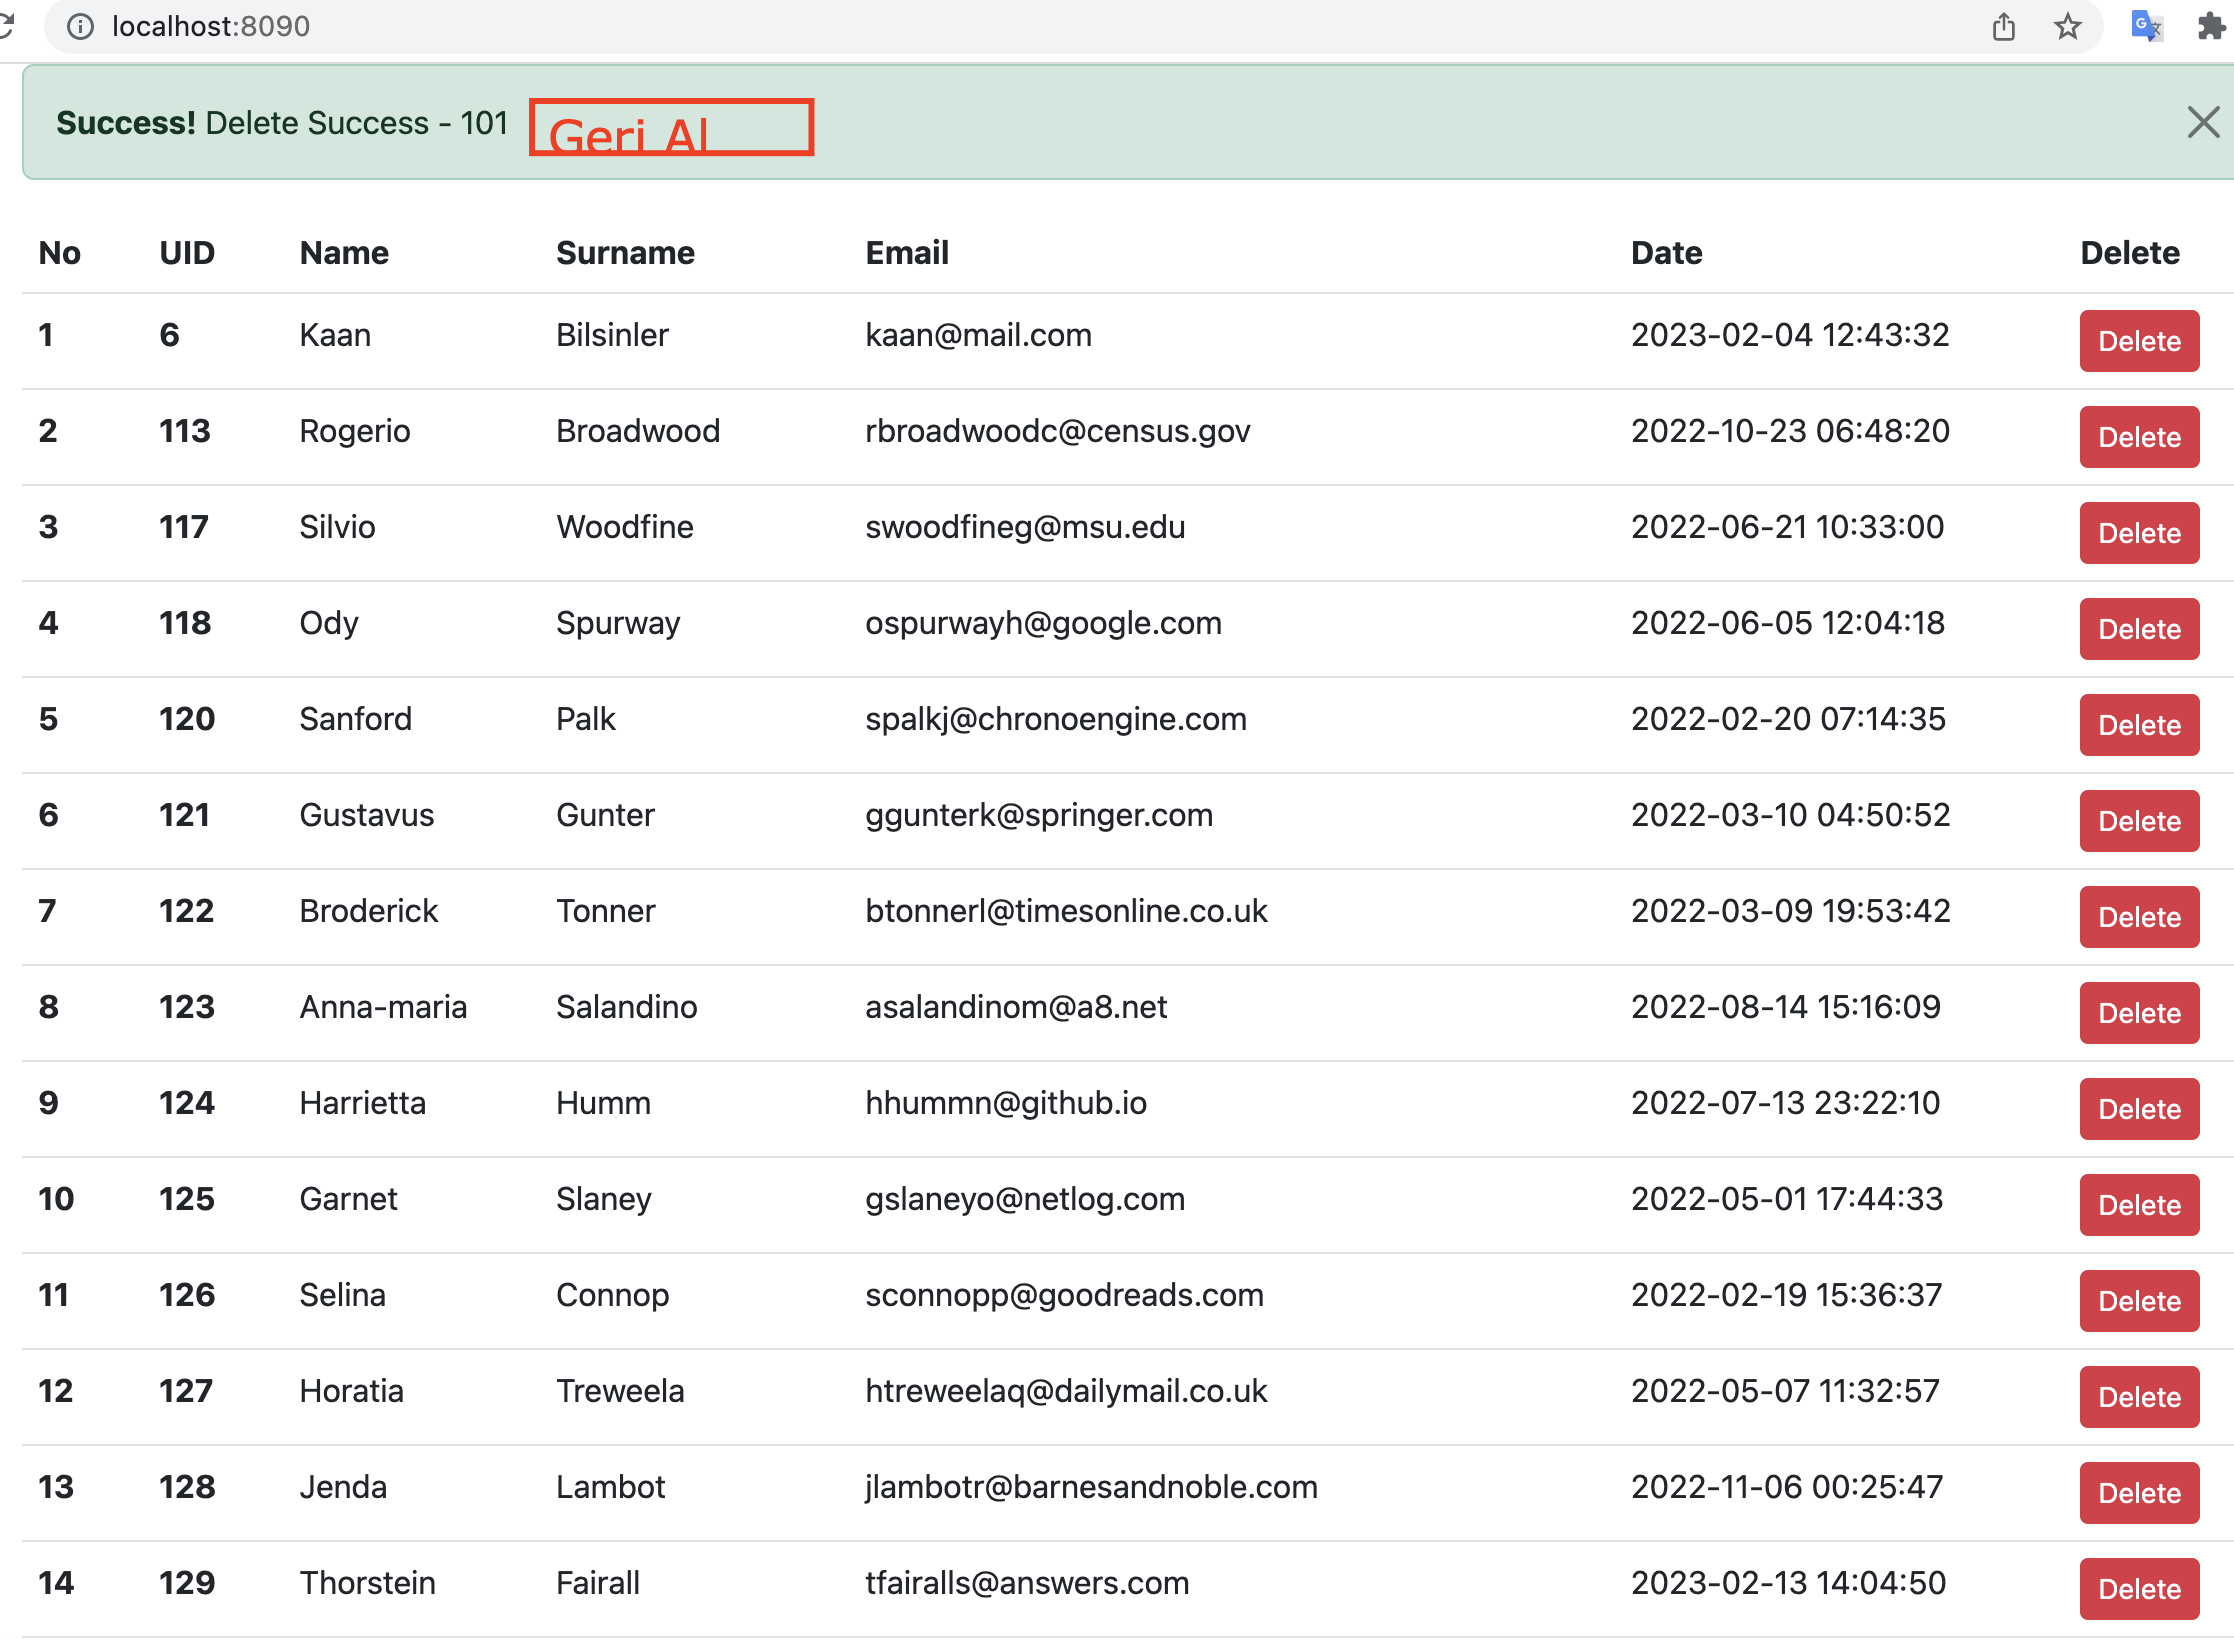 localhost:8090
Success! Delete Success - 101 Geri Al
No UID Name Surname Email Date Delete
1 6 Kaan Bilsinler kaan@mail.com 2023-02-04 12:43:32 Delete
2 113 Rogerio Broadwood rbroadwoodc@census.gov 2022-10-23 06:48:20 Delete
3 117 Silvio Woodfine swoodfineg@msu.edu 2022-06-21 10:33:00 Delete
4 118 Ody Spurway ospurwayh@google.com 2022-06-05 12:04:18 Delete
5 120 Sanford Palk spalkj@chronoengine.com 2022-02-20 07:14:35 Delete
6 121 Gustavus Gunter ggunterk@springer.com 2022-03-10 04:50:52 Delete
7 122 Broderick Tonner btonnerl@timesonline.co.uk 2022-03-09 19:53:42 Delete
8 123 Anna-maria Salandino asalandinom@a8.net 2022-08-14 15:16:09 Delete
9 124 Harrietta Humm hhummn@github.io 2022-07-13 23:22:10 Delete
10 125 Garnet Slaney gslaneyo@netlog.com 2022-05-01 17:44:33 Delete
11 126 Selina Connop sconnopp@goodreads.com 2022-02-19 15:36:37 Delete
12 127 Horatia Treweela htreweelaq@dailymail.co.uk 2022-05-07 11:32:57 Delete
13 128 Jenda Lambot jlambotr@barnesandnoble.com 2022-11-06 00:25:47 Delete
14 129 Thorstein Fairall tfairalls@answers.com 2023-02-13 14:04:50 Delete